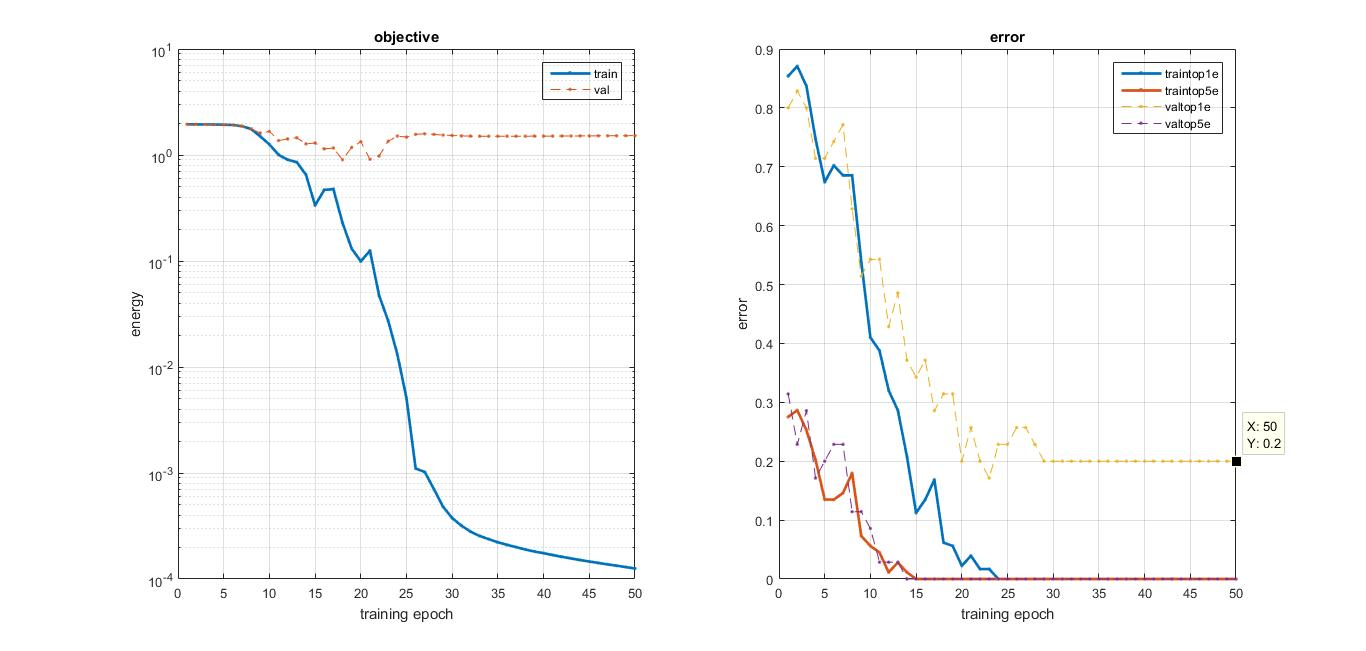 objective
train
val
10^1
10^0
10^-1
10^-2
10^-3
10^-4
energy
0 5 10 15 20 25 30 35 40 45 50
training epoch
error
traintop1e
traintop5e
valtop1e
valtop5e
0.9
0.8
0.7
0.6
0.5
0.4
0.3
0.2
0.1
0
error
0 5 10 15 20 25 30 35 40 45 50
training epoch
X: 50
Y: 0.2